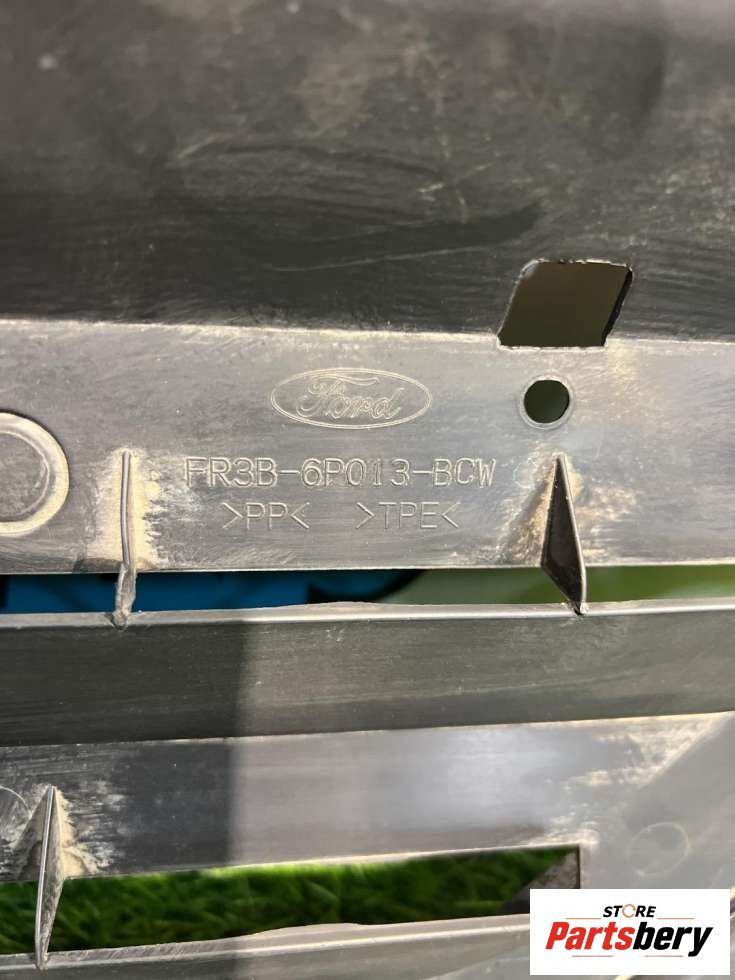 Ford
FR3B-6P013-BCW
>PP< >TPE<
STORE
Partsbery